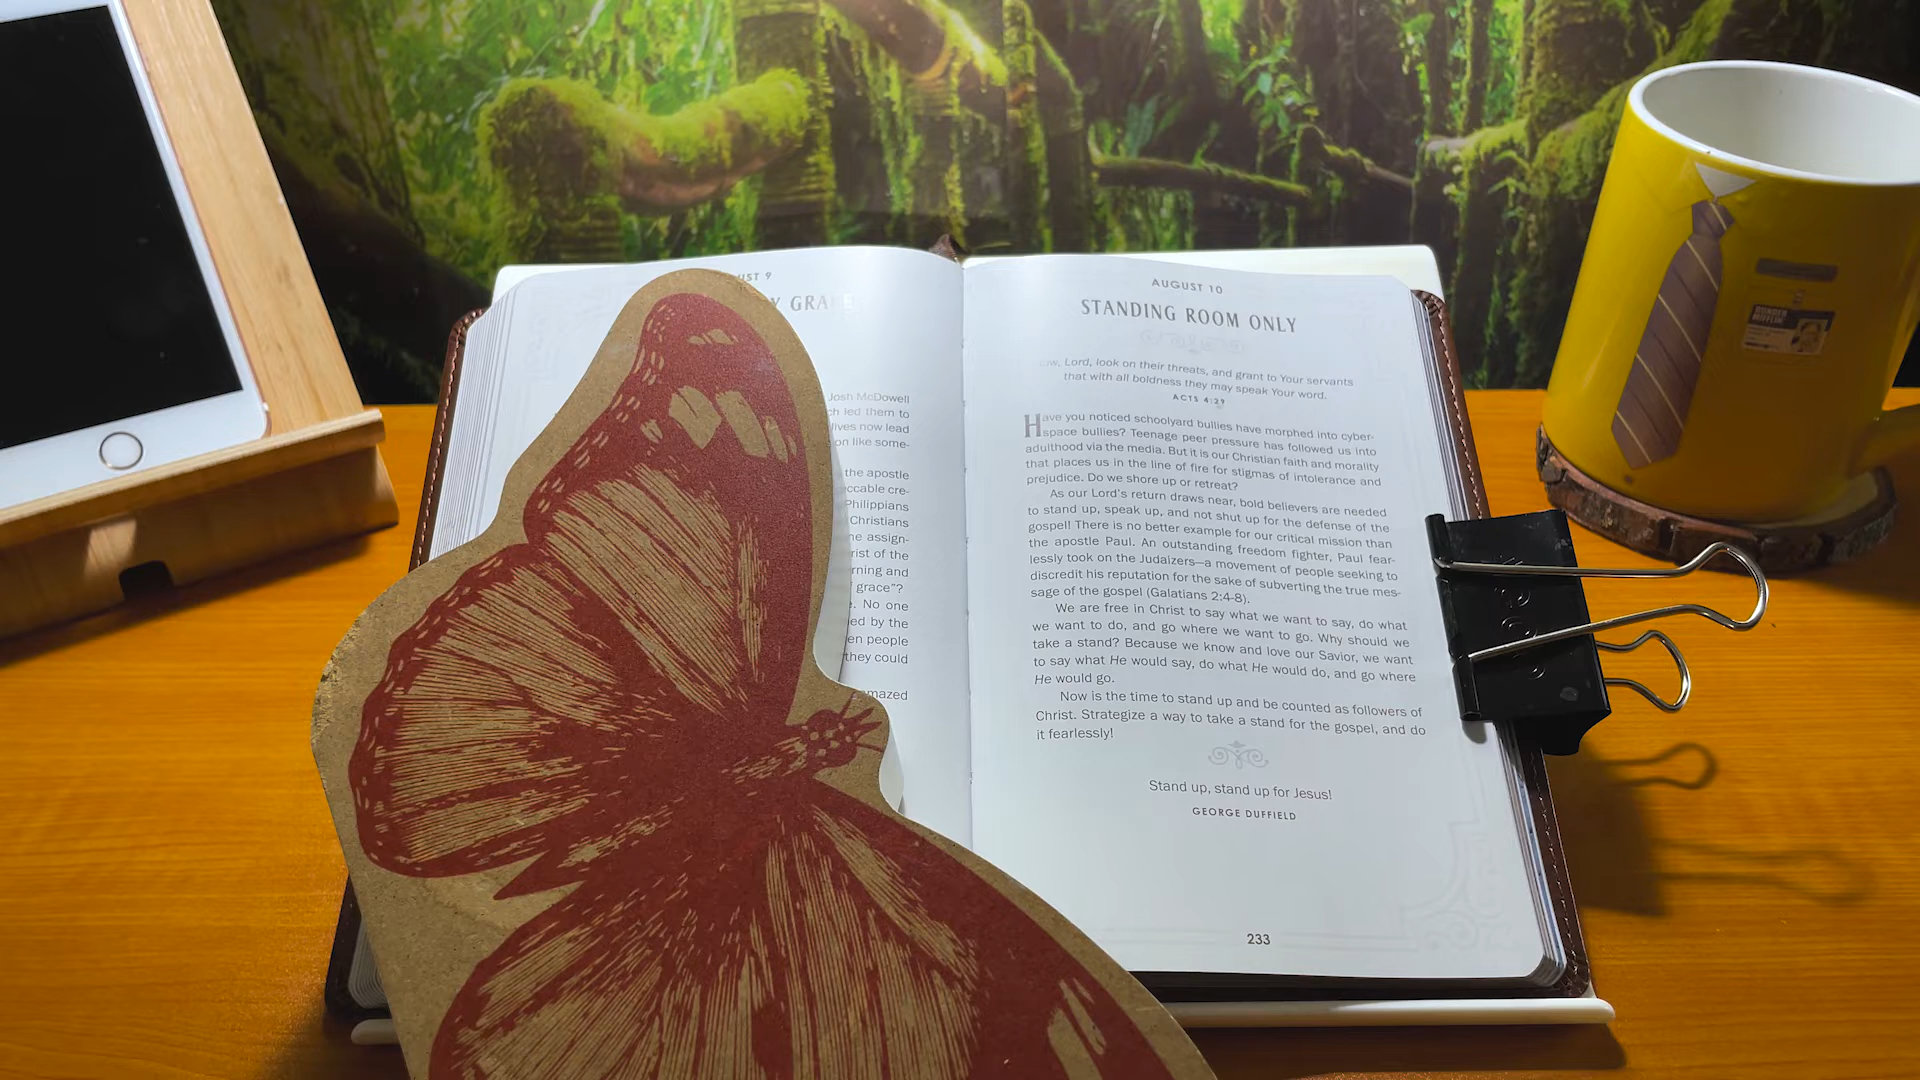 UST 9
Y GRACE
Josh McDowell
ch led them to
lives now lead
on like some-
the apostle
ccable cre-
Philippians
Christians
ne assign-
rist of the
rning and
grace"?
. No one
ed by the
en people
they could
mazed
AUGUST 10
STANDING ROOM ONLY
Lord, look on their threats, and grant to Your servants
that with all boldness they may speak Your word.
ACTS 4:29
Have you noticed schoolyard bullies have morphed into cyber-
space bullies? Teenage peer pressure has followed us into
adulthood via the media. But it is our Christian faith and morality
that places us in the line of fire for stigmas of intolerance and
prejudice. Do we shore up or retreat?
As our Lord's return draws near, bold believers are needed
to stand up, speak up, and not shut up for the defense of the
gospel! There is no better example for our critical mission than
the apostle Paul. An outstanding freedom fighter, Paul fear-
lessly took on the Judaizers—a movement of people seeking to
discredit his reputation for the sake of subverting the true mes-
sage of the gospel (Galatians 2:4-8).
We are free in Christ to say what we want to say, do what
we want to do, and go where we want to go. Why should we
take a stand? Because we know and love our Savior, we want
to say what He would say, do what He would do, and go where
He would go.
Now is the time to stand up and be counted as followers of
Christ. Strategize a way to take a stand for the gospel, and do
it fearlessly!
Stand up, stand up for Jesus!
GEORGE DUFFIELD
233
DUNDER
MIFFLIN